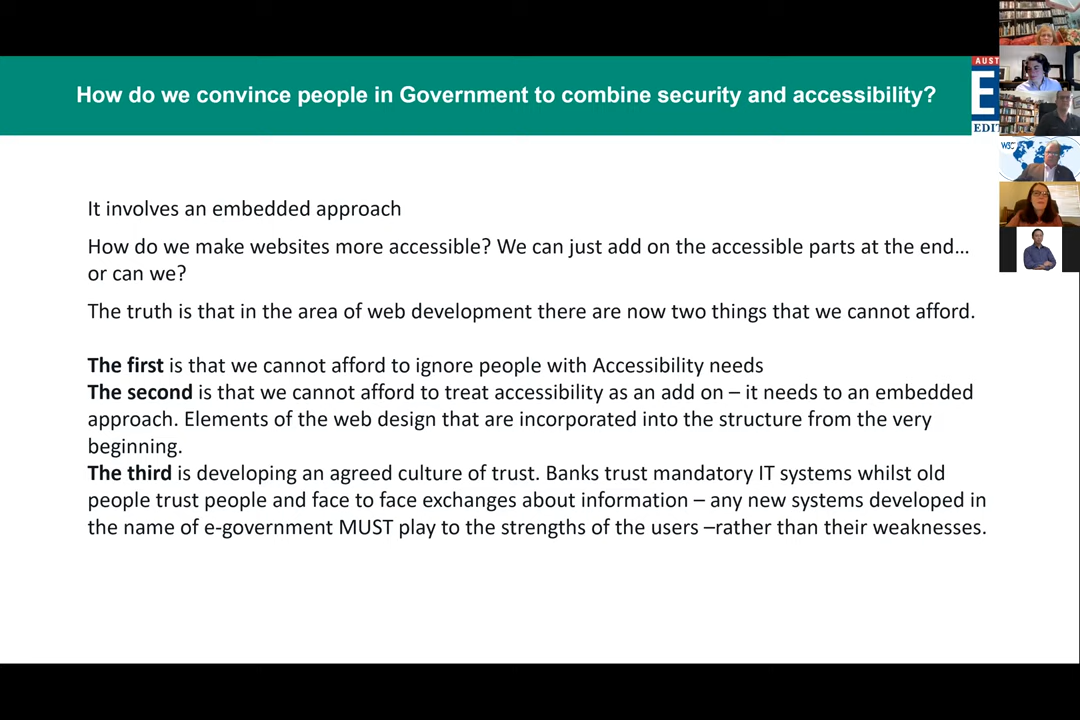 How do we convince people in Government to combine security and accessibility?
AUST
E
EDIT
W3C
It involves an embedded approach
How do we make websites more accessible? We can just add on the accessible parts at the end…
or can we?
The truth is that in the area of web development there are now two things that we cannot afford.
The first is that we cannot afford to ignore people with Accessibility needs
The second is that we cannot afford to treat accessibility as an add on – it needs to an embedded
approach. Elements of the web design that are incorporated into the structure from the very
beginning.
The third is developing an agreed culture of trust. Banks trust mandatory IT systems whilst old
people trust people and face to face exchanges about information – any new systems developed in
the name of e-government MUST play to the strengths of the users –rather than their weaknesses.